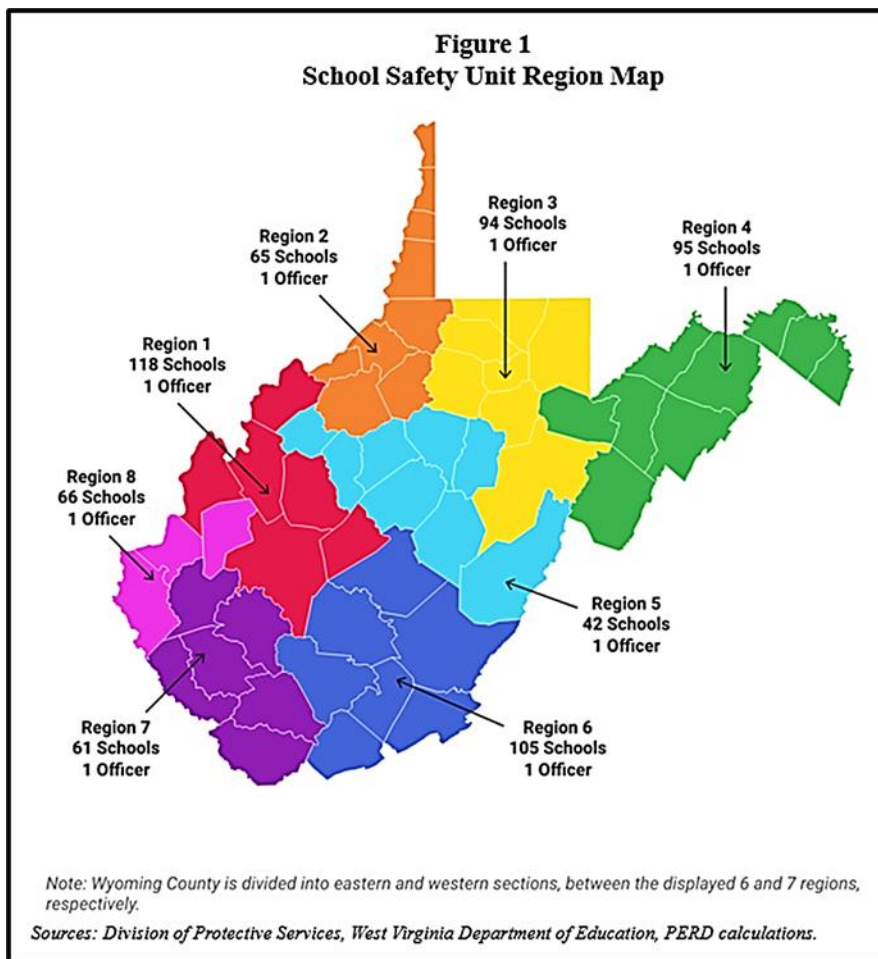 Figure 1
School Safety Unit Region Map
Region 3
94 Schools
1 Officer
Region 4
95 Schools
1 Officer
Region 2
65 Schools
1 Officer
Region 1
118 Schools
1 Officer
Region 8
66 Schools
1 Officer
Region 5
42 Schools
1 Officer
Region 7
61 Schools
1 Officer
Region 6
105 Schools
1 Officer
Note: Wyoming County is divided into eastern and western sections, between the displayed 6 and 7 regions,
respectively.
Sources: Division of Protective Services, West Virginia Department of Education, PERD calculations.